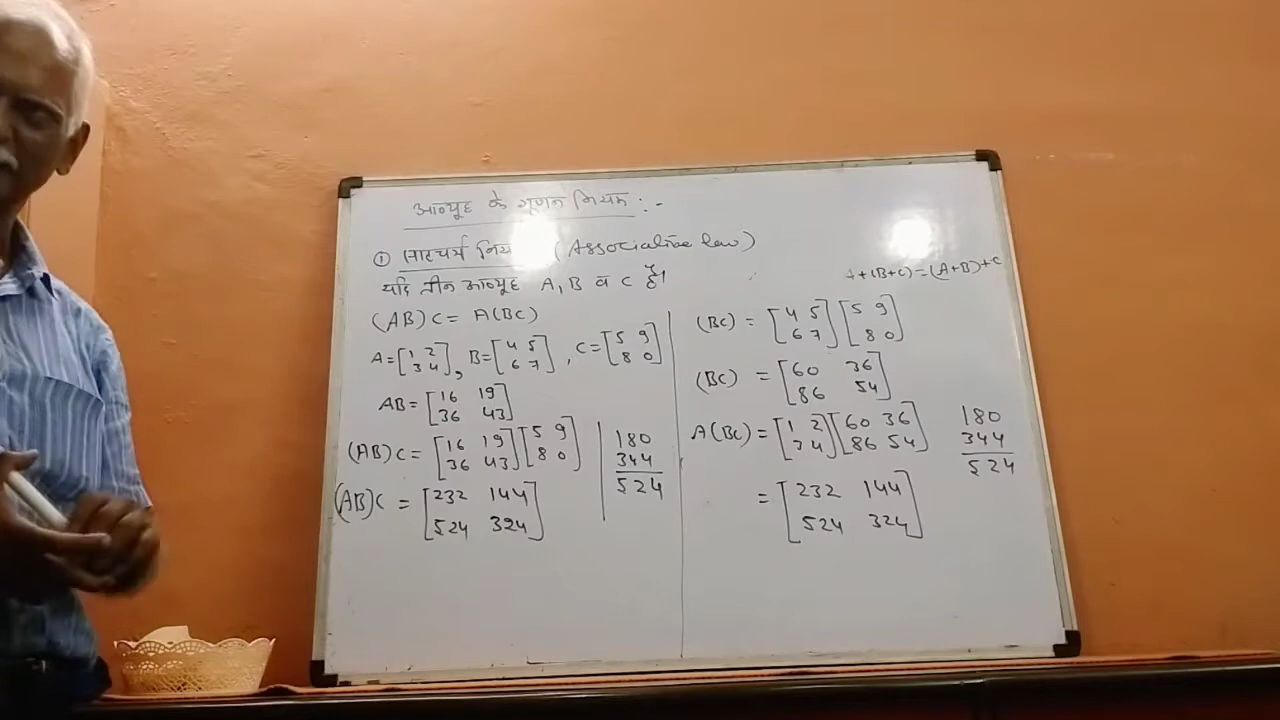 आव्यूह के गुणन नियम :-
① साहचर्य (Associative law)
यदि तीन आव्यूह A, B व C हैं।
(AB)C = A(BC)
A = [1 2 , B = [4 5 , C = [5 9
3 4] 6 7] 8 0]
AB = [16 19
36 43]
(AB)C = [16 19 [5 9
36 43] 8 0]
180
344
524
(AB)C = [232 144
524 324]
A+(B+C) = (A+B)+C
(BC) = [4 5 [5 9
6 7] 8 0]
(BC) = [60 36
86 54]
A(BC) = [1 2 [60 36
3 4] 86 54]
180
344
524
= [232 144
524 324]